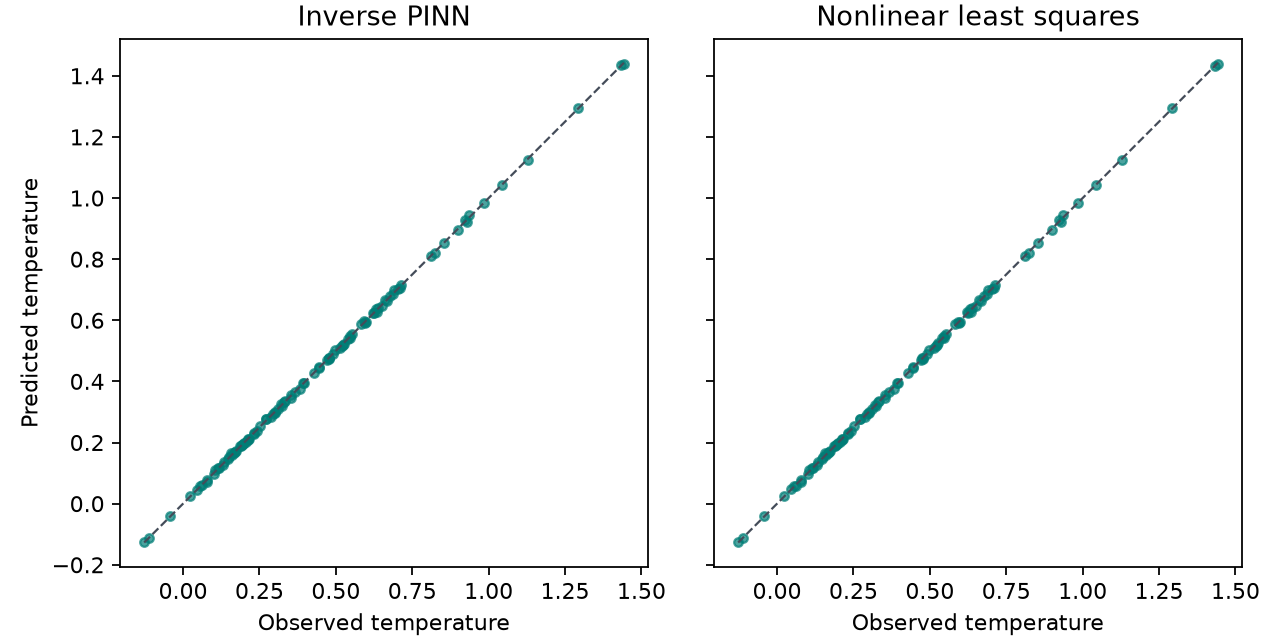 Inverse PINN
Nonlinear least squares
1.4
1.2
1.0
0.8
0.6
0.4
0.2
0.0
−0.2
Predicted temperature
0.00 0.25 0.50 0.75 1.00 1.25 1.50
0.00 0.25 0.50 0.75 1.00 1.25 1.50
Observed temperature
Observed temperature